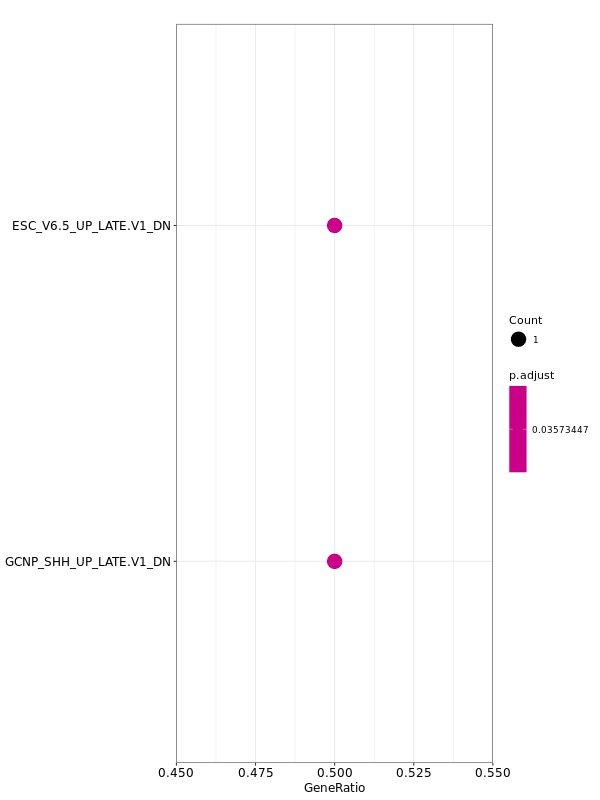 ESC_V6.5_UP_LATE.V1_DN
GCNP_SHH_UP_LATE.V1_DN
0.450 0.475 0.500 0.525 0.550
GeneRatio
Count
1
p.adjust
0.03573447